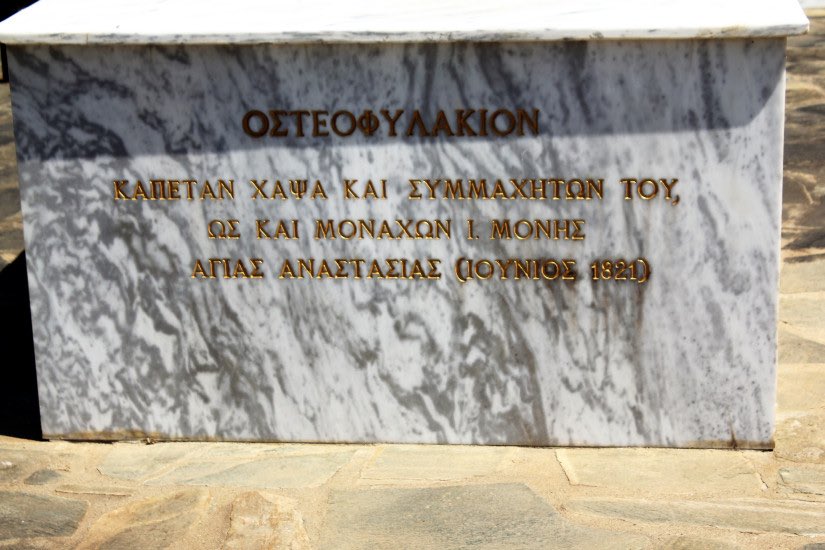 ΟΣΤΕΟΦΥΛΑΚΙΟΝ
ΚΑΠΕΤΑΝ ΧΑΨΑ ΚΑΙ ΣΥΜΜΑΧΗΤΩΝ ΤΟΥ,
ΩΣ ΚΑΙ ΜΟΝΑΧΩΝ Ι. ΜΟΝΗΣ
ΑΓΙΑΣ ΑΝΑΣΤΑΣΙΑΣ (ΙΟΥΝΙΟΣ 1821)